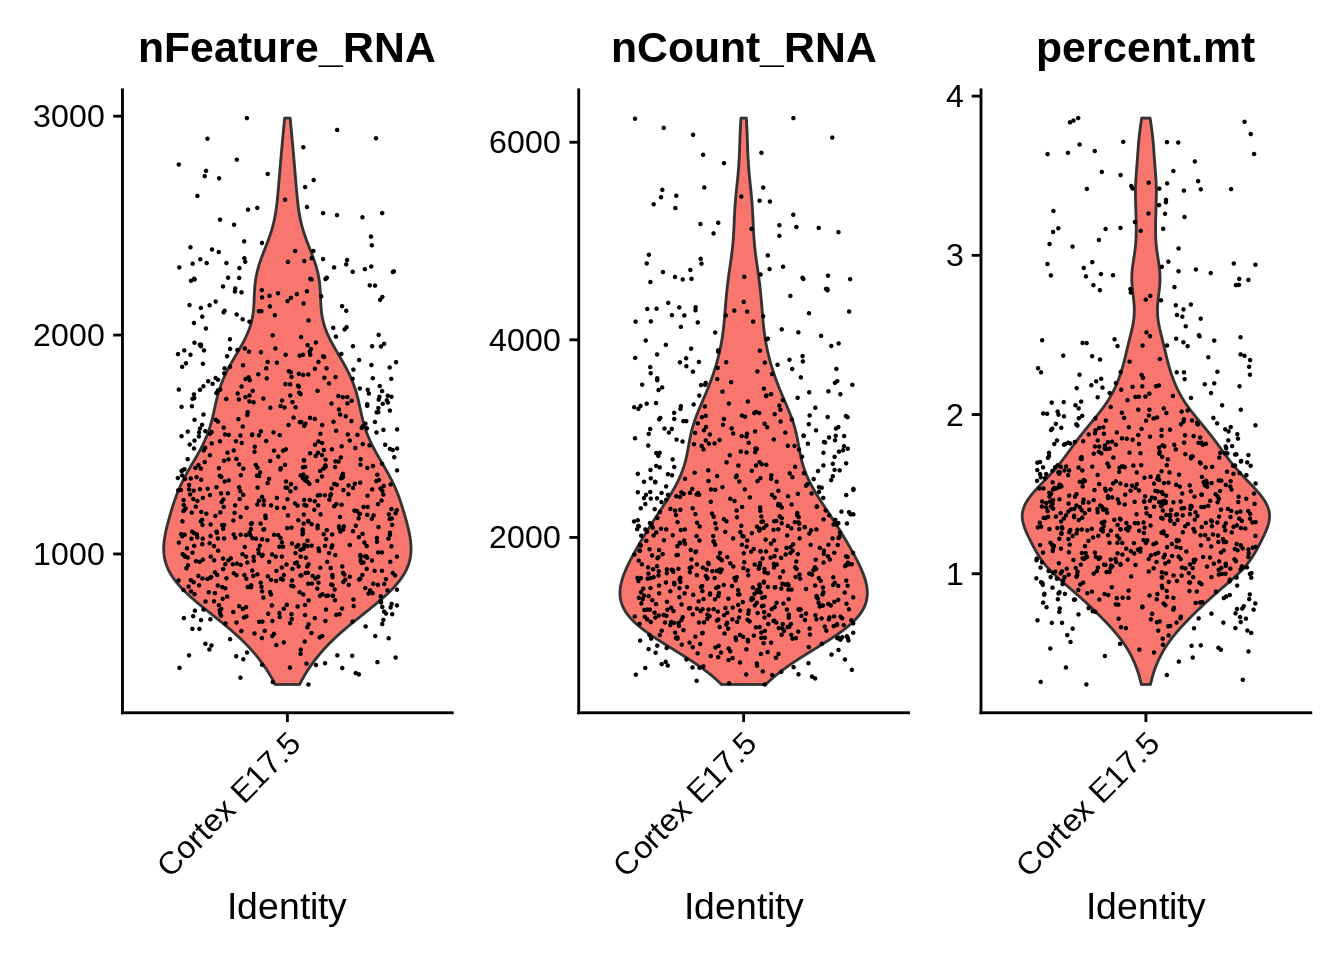 nFeature_RNA
3000
2000
1000
Cortex E17.5
Identity
nCount_RNA
6000
4000
2000
Cortex E17.5
Identity
percent.mt
4
3
2
1
Cortex E17.5
Identity